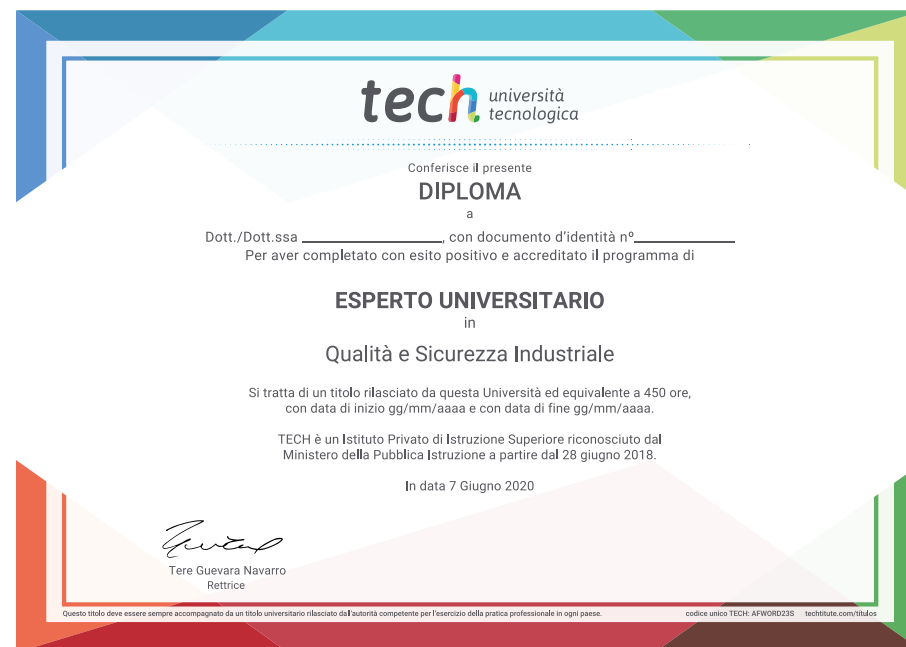 tech università
tecnologica
Conferisce il presente
DIPLOMA
a
Dott./Dott.ssa ____________________, con documento d'identità nº______________
Per aver completato con esito positivo e accreditato il programma di
ESPERTO UNIVERSITARIO
in
Qualità e Sicurezza Industriale
Si tratta di un titolo rilasciato da questa Università ed equivalente a 450 ore,
con data di inizio gg/mm/aaaa e con data di fine gg/mm/aaaa.
TECH è un Istituto Privato di Istruzione Superiore riconosciuto dal
Ministero della Pubblica Istruzione a partire dal 28 giugno 2018.
In data 7 Giugno 2020
Tere Guevara Navarro
Rettrice
Questo titolo deve essere sempre accompagnato da un titolo universitario rilasciato dall'autorità competente per l'esercizio della pratica professionale in ogni paese. codice unico TECH: AFWORD23S techtitute.com/titulos